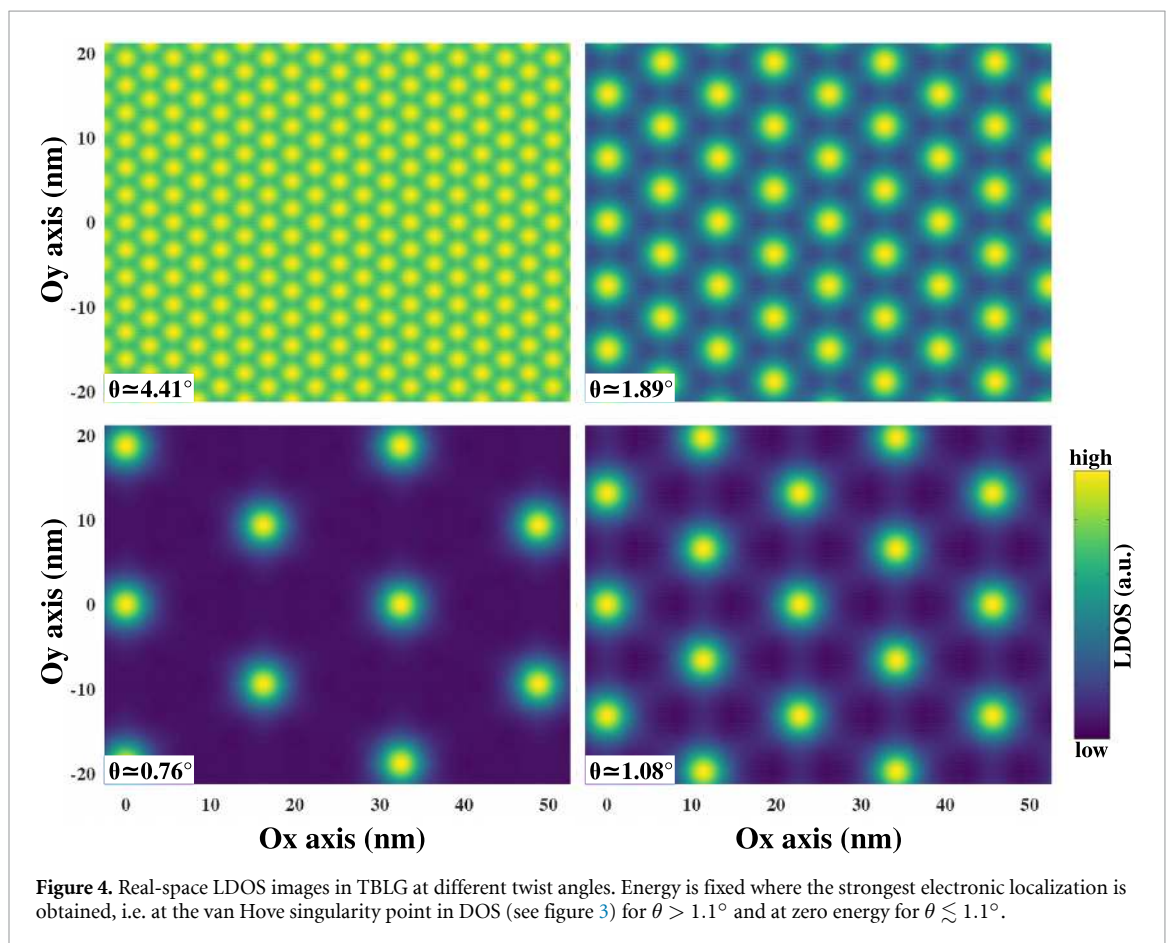 20
10
0
-10
-20
Oy axis (nm)
θ≃4.41°
θ≃1.89°
20
10
0
-10
-20
Oy axis (nm)
θ≃0.76°
θ≃1.08°
high
LDOS (a.u.)
low
0 10 20 30 40 50
0 10 20 30 40 50
Ox axis (nm)
Ox axis (nm)
Figure 4. Real-space LDOS images in TBLG at different twist angles. Energy is fixed where the strongest electronic localization is
obtained, i.e. at the van Hove singularity point in DOS (see figure 3) for θ > 1.1° and at zero energy for θ ≲ 1.1°.